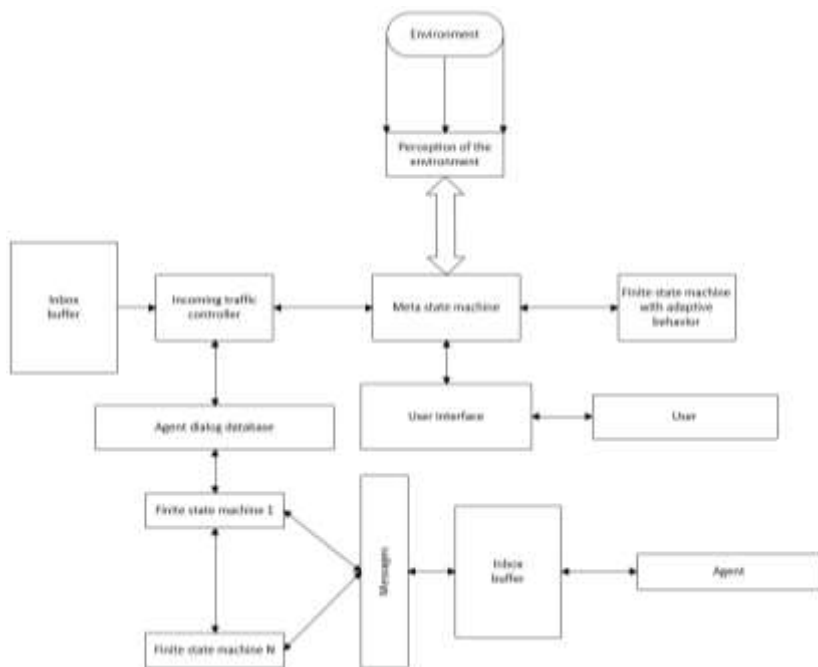 Environment
Perception of the
environment
Inbox
buffer
Incoming traffic
controller
Meta state machine
Finite state machine
with adaptive
behavior
Agent dialog database
User Interface
User
Finite state machine 1
Messages
Inbox
buffer
Agent
Finite state machine N